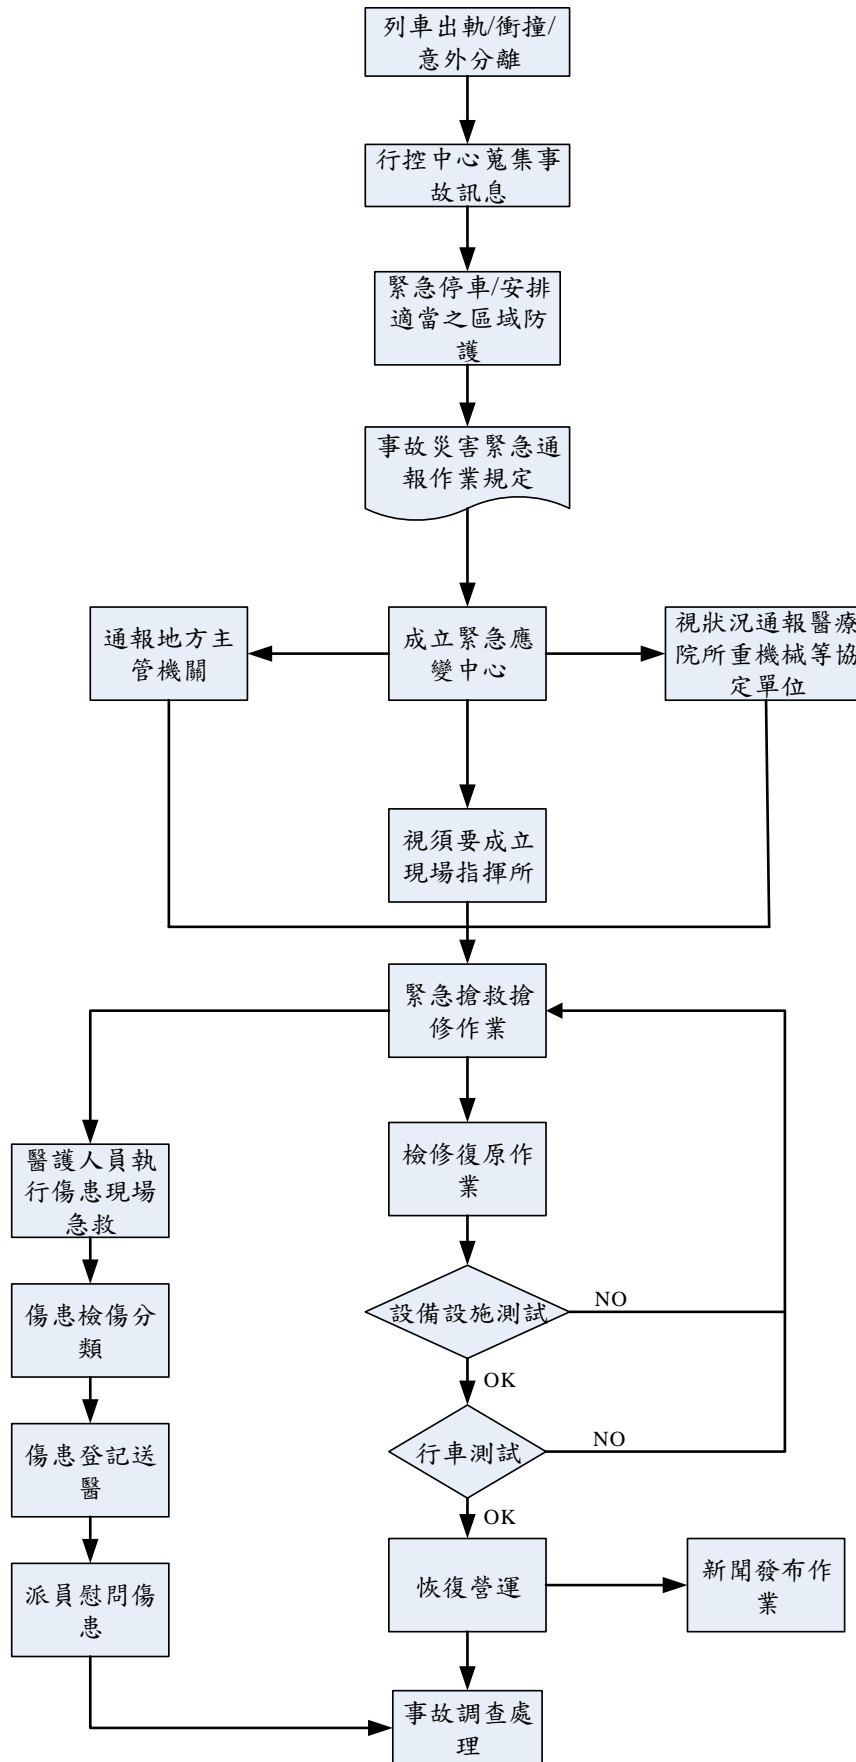 列車出軌/衝撞/
意外分離
行控中心蒐集事
故訊息
緊急停車/安排
適當之區域防
護
事故災害緊急通
報作業規定
通報地方主
管機關
成立緊急應
變中心
視狀況通報醫療
院所重機械等協
定單位
視須要成立
現場指揮所
緊急搶救搶
修作業
醫護人員執
行傷患現場
急救
檢修復原作
業
傷患檢傷分
類
設備設施測試
NO
OK
傷患登記送
醫
行車測試
NO
OK
派員慰問傷
患
恢復營運
新聞發布作
業
事故調查處
理